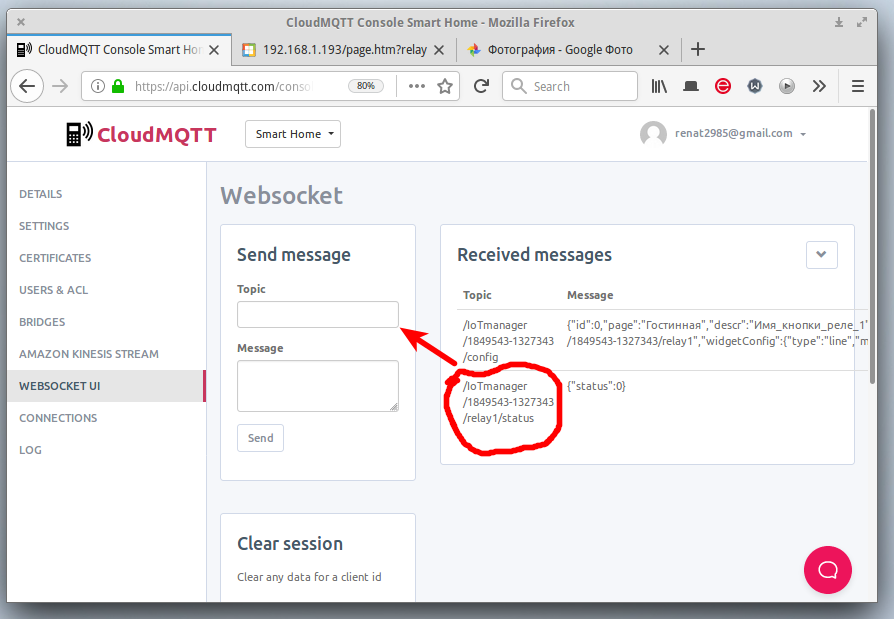 CloudMQTT Console Smart Home - Mozilla Firefox
CloudMQTT Console Smart Hom
192.168.1.193/page.htm?relay
Фотография - Google Фото
https://api.cloudmqtt.com/conso
80%
Search
CloudMQTT
Smart Home
renat2985@gmail.com
DETAILS
SETTINGS
CERTIFICATES
USERS & ACL
BRIDGES
AMAZON KINESIS STREAM
WEBSOCKET UI
CONNECTIONS
LOG
Websocket
Send message
Topic
Message
Send
Received messages
Topic Message
/IoTmanager {"id":0,"page":"Гостинная","descr":"Имя_кнопки_реле_1"
/1849543-1327343 /1849543-1327343/relay1","widgetConfig":{"type":"line","m
/config
/IoTmanager {"status":0}
/1849543-1327343
/relay1/status
Clear session
Clear any data for a client id